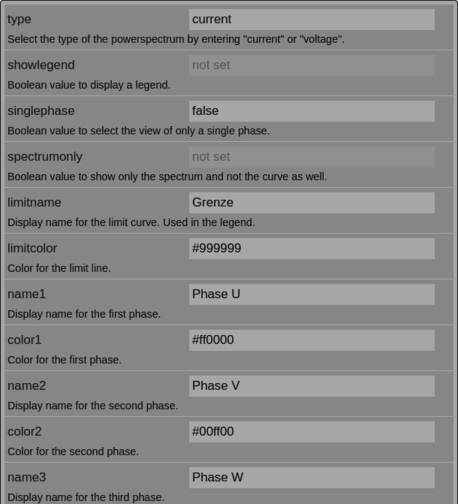 type current
Select the type of the powerspectrum by entering "current" or "voltage".
showlegend not set
Boolean value to display a legend.
singlephase false
Boolean value to select the view of only a single phase.
spectrumonly not set
Boolean value to show only the spectrum and not the curve as well.
limitname Grenze
Display name for the limit curve. Used in the legend.
limitcolor #999999
Color for the limit line.
name1 Phase U
Display name for the first phase.
color1 #ff0000
Color for the first phase.
name2 Phase V
Display name for the second phase.
color2 #00ff00
Color for the second phase.
name3 Phase W
Display name for the third phase.